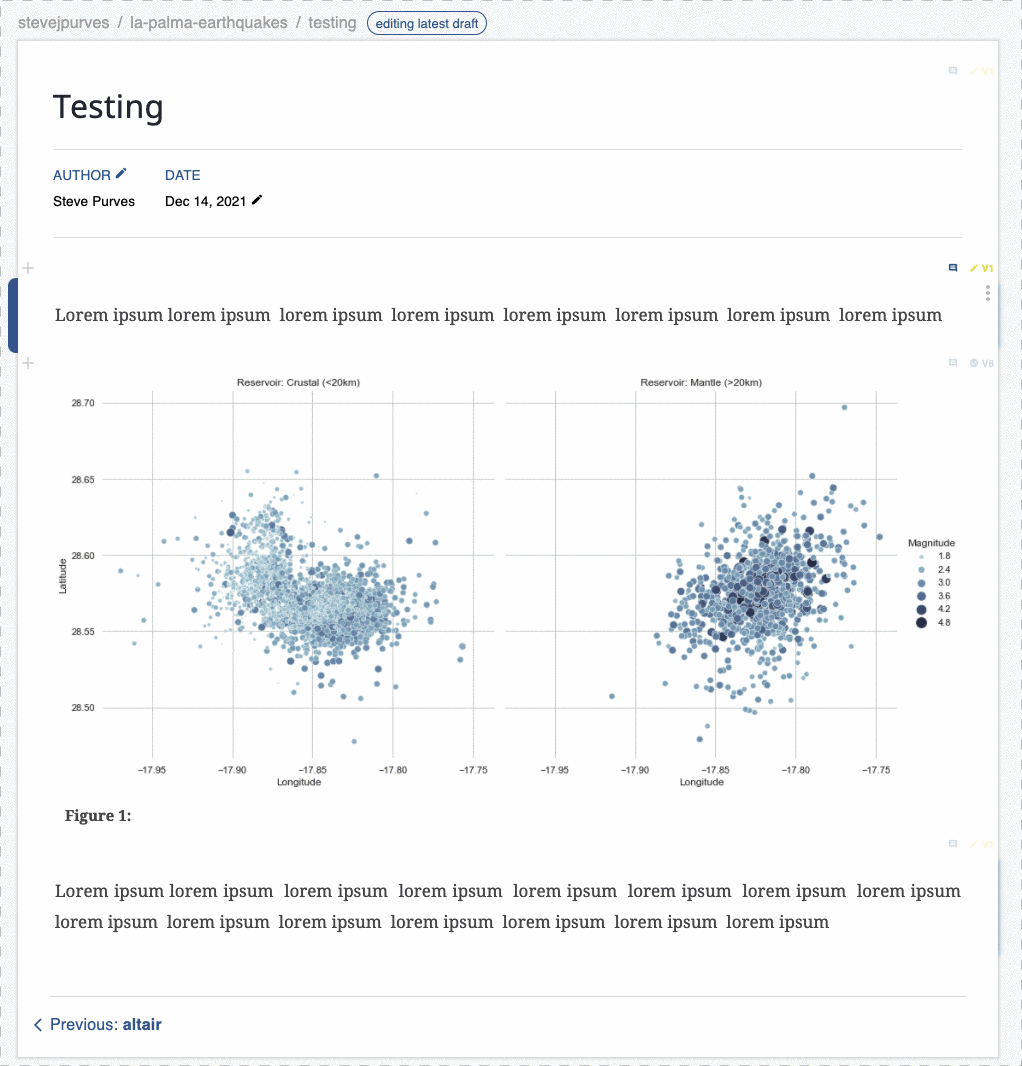 stevejpurves / la-palma-earthquakes / testing editing latest draft
V1
Testing
AUTHOR DATE
Steve Purves Dec 14, 2021
V1
Lorem ipsum lorem ipsum lorem ipsum lorem ipsum lorem ipsum lorem ipsum lorem ipsum lorem ipsum
V8
Reservoir: Crustal (<20km) Reservoir: Mantle (>20km)
28.70
28.65
28.60
28.55
28.50
Latitude
−17.95 −17.90 −17.85 −17.80 −17.75
Longitude
−17.95 −17.90 −17.85 −17.80 −17.75
Longitude
Magnitude
1.8
2.4
3.0
3.6
4.2
4.8
Figure 1:
V1
Lorem ipsum lorem ipsum lorem ipsum lorem ipsum lorem ipsum lorem ipsum lorem ipsum lorem ipsum
lorem ipsum lorem ipsum lorem ipsum lorem ipsum lorem ipsum lorem ipsum lorem ipsum
Previous: altair